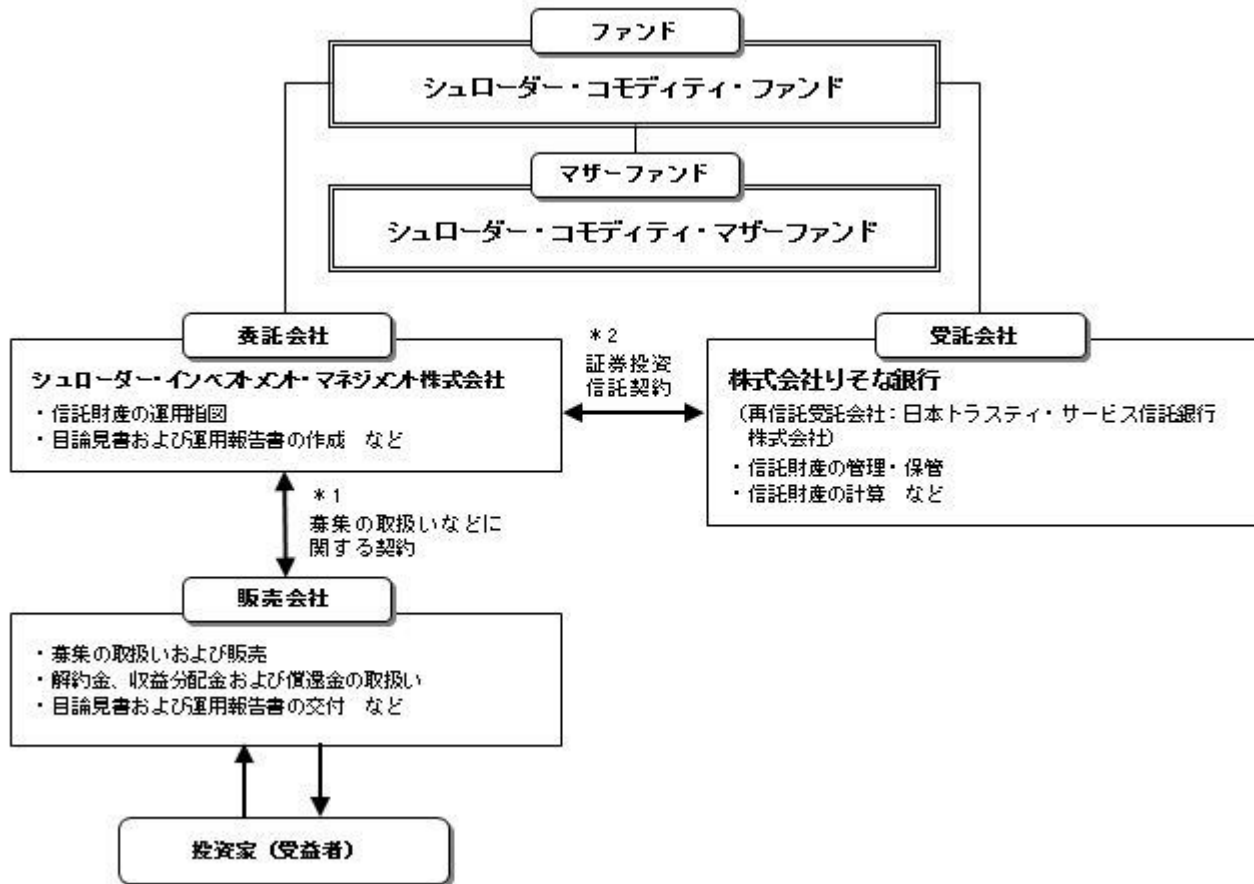 ファンド
シュローダー・コモディティ・ファンド
マザーファンド
シュローダー・コモディティ・マザーファンド
委託会社
シュローダー・インベストメント・マネジメント株式会社
・信託財産の運用指図
・目論見書および運用報告書の作成　など
＊2
証券投資
信託契約
受託会社
株式会社りそな銀行
（再信託受託会社：日本トラスティ・サービス信託銀行
株式会社）
・信託財産の管理・保管
・信託財産の計算　など
＊1
募集の取扱いなどに
関する契約
販売会社
・募集の取扱いおよび販売
・解約金、収益分配金および償還金の取扱い
・目論見書および運用報告書の交付　など
投資家（受益者）